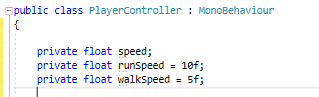 public class PlayerController : MonoBehaviour
{
private float speed;
private float runSpeed = 10f;
private float walkSpeed = 5f;